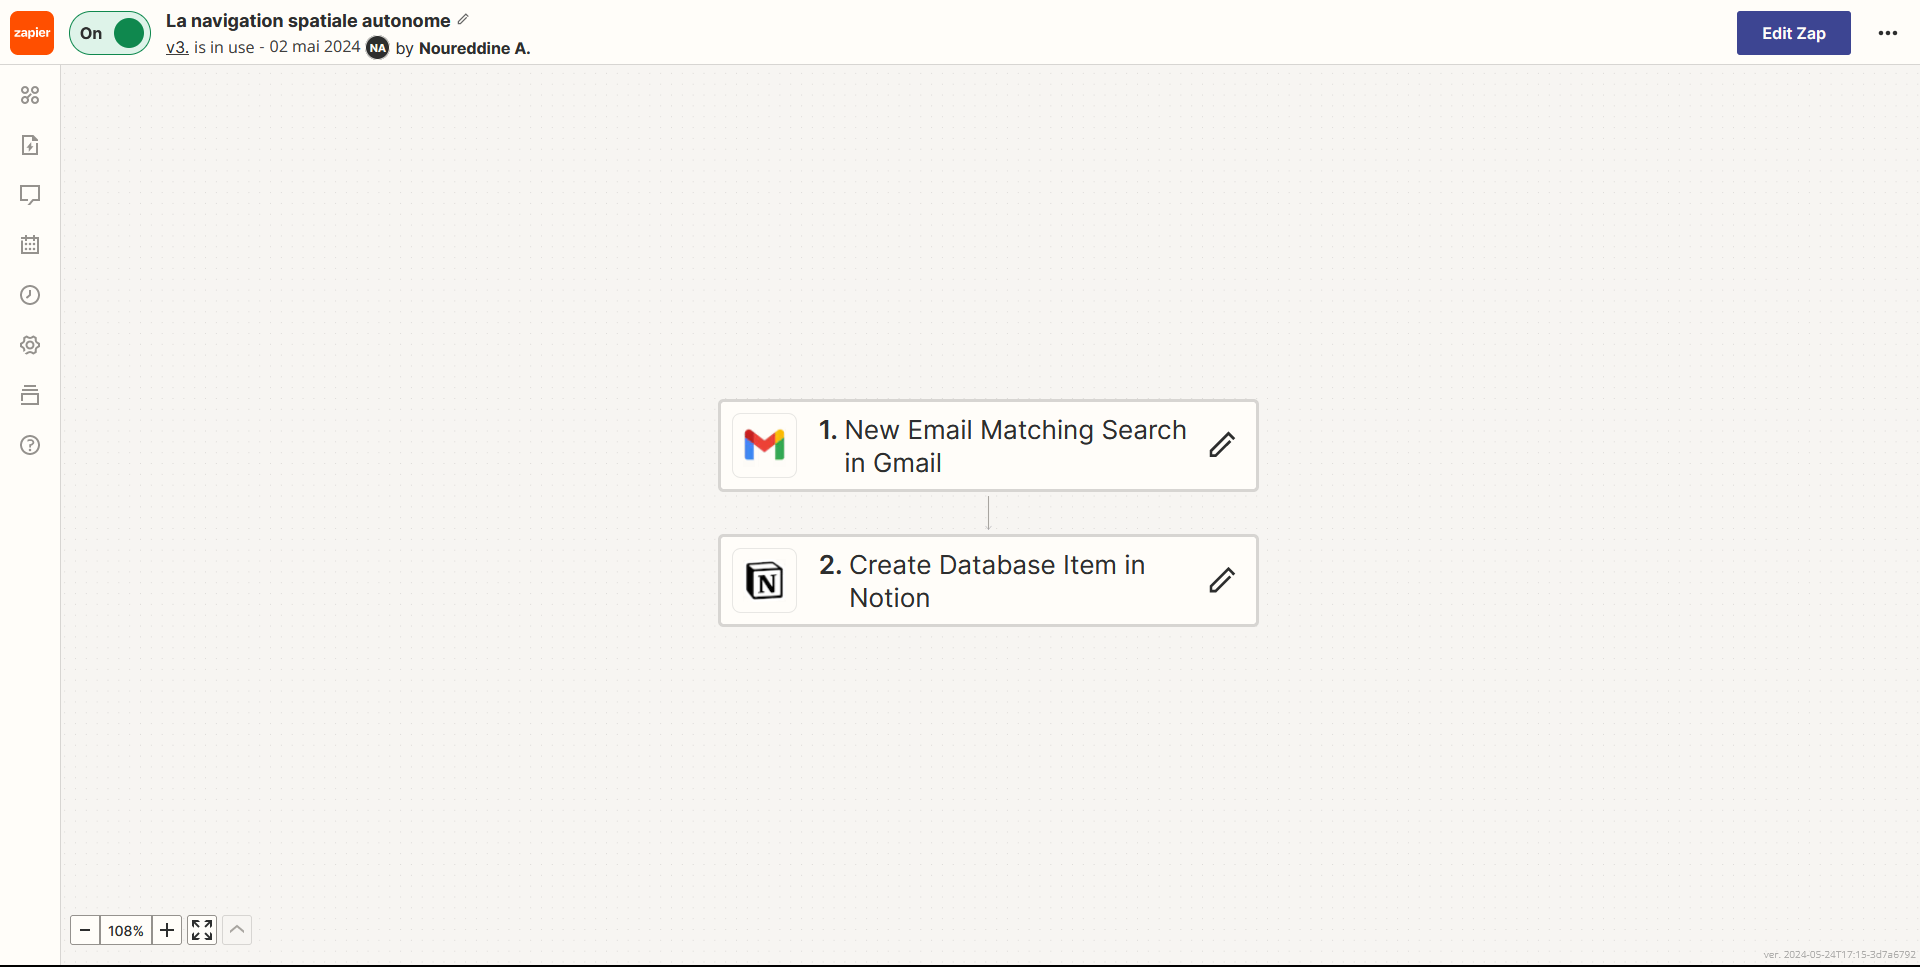 zapier
On
La navigation spatiale autonome
v3. is in use - 02 mai 2024 NA by Noureddine A.
Edit Zap
1. New Email Matching Search
in Gmail
2. Create Database Item in
Notion
108%
ver. 2024-05-24T17:15-3d7a6792